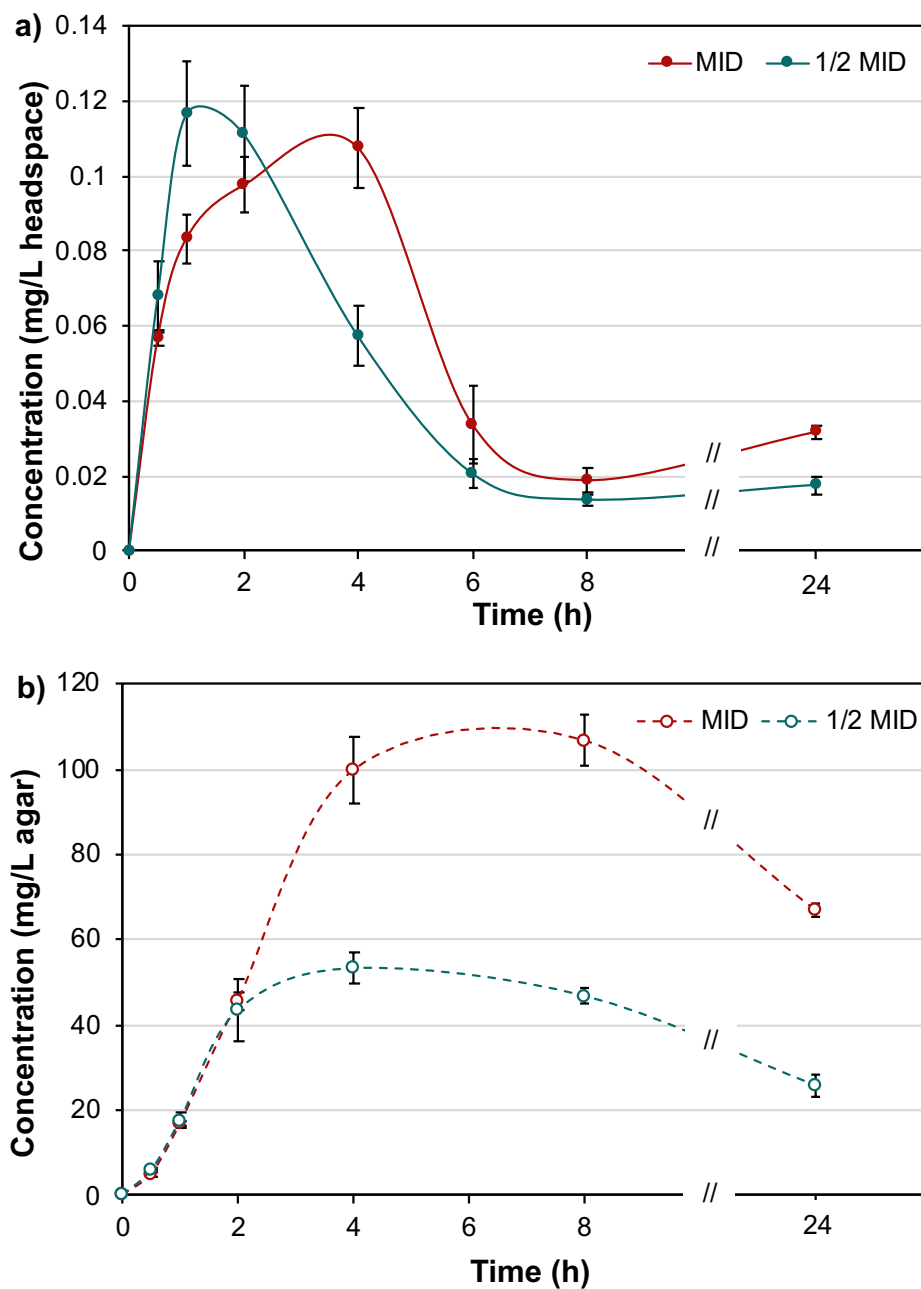 a)
MID 1/2 MID
Concentration (mg/L headspace)
0.14
0.12
0.1
0.08
0.06
0.04
0.02
0
//
//
//
0 2 4 6 8 24
Time (h)
b)
MID 1/2 MID
Concentration (mg/L agar)
120
100
80
60
40
20
0
//
//
//
0 2 4 6 8 24
Time (h)